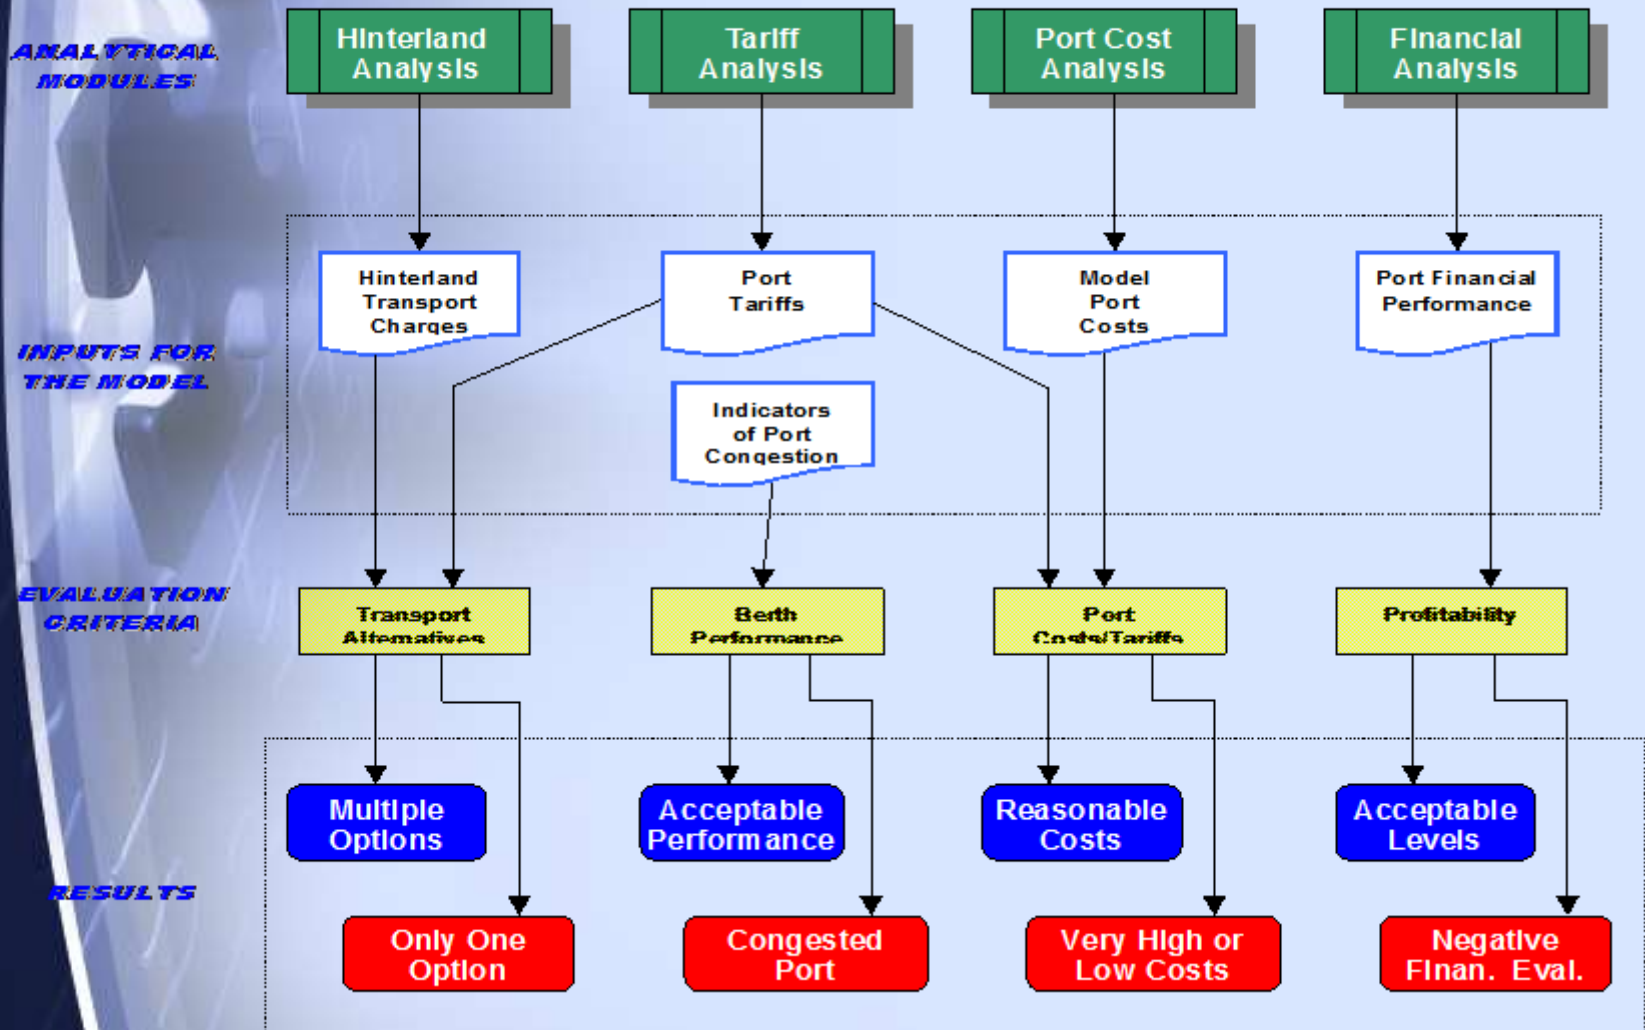 ANALYTICAL
MODULES
Hinterland
Analysis
Tariff
Analysis
Port Cost
Analysis
Financial
Analysis
INPUTS FOR
THE MODEL
Hinterland
Transport
Charges
Port
Tariffs
Model
Port
Costs
Port Financial
Performance
Indicators
of Port
Congestion
EVALUATION
CRITERIA
Transport
Alternatives
Berth
Performance
Port
Costs/Tariffs
Profitability
RESULTS
Multiple
Options
Acceptable
Performance
Reasonable
Costs
Acceptable
Levels
Only One
Option
Congested
Port
Very High or
Low Costs
Negative
Finan. Eval.